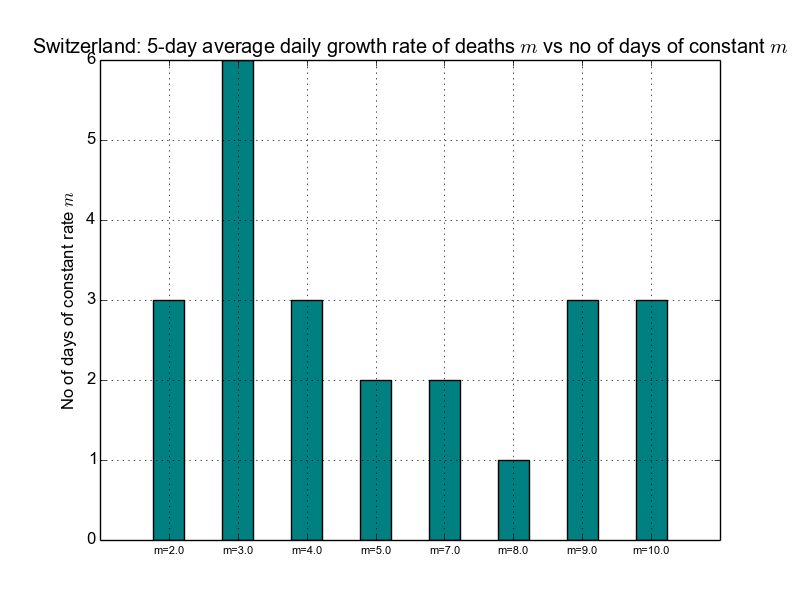 Switzerland: 5-day average daily growth rate of deaths m vs no of days of constant m
No of days of constant rate m
6
5
4
3
2
1
0
m=2.0 m=3.0 m=4.0 m=5.0 m=7.0 m=8.0 m=9.0 m=10.0